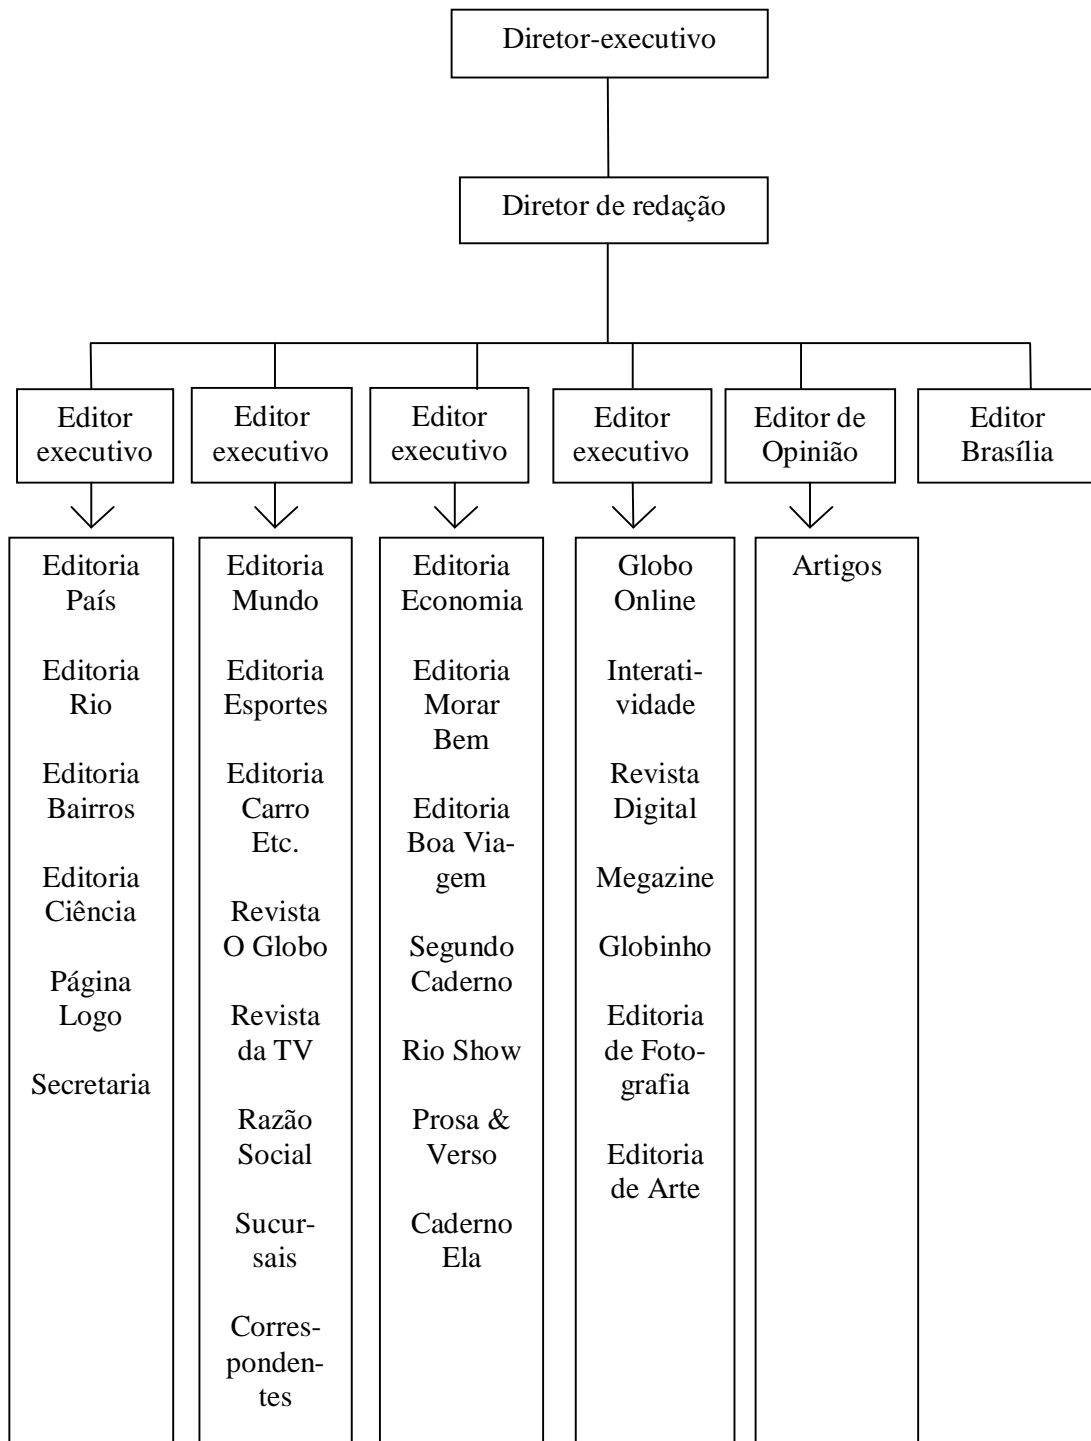 Diretor-executivo
Diretor de redação
Editor
executivo
Editor
executivo
Editor
executivo
Editor
executivo
Editor de
Opinião
Editor
Brasília
Editoria
País
Editoria
Rio
Editoria
Bairros
Editoria
Ciência
Página
Logo
Secretaria
Editoria
Mundo
Editoria
Esportes
Editoria
Carro
Etc.
Revista
O Globo
Revista
da TV
Razão
Social
Sucur-
sais
Corres-
ponden-
tes
Editoria
Economia
Editoria
Morar
Bem
Editoria
Boa Via-
gem
Segundo
Caderno
Rio Show
Prosa &
Verso
Caderno
Ela
Globo
Online
Interati-
vidade
Revista
Digital
Megazine
Globinho
Editoria
de Foto-
grafia
Editoria
de Arte
Artigos